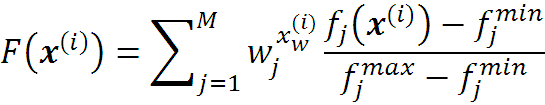 F(x^{(i)}) = \sum_{j=1}^{M} w_j^{x_w^{(i)}} \frac{f_j(x^{(i)}) - f_j^{min}}{f_j^{max} - f_j^{min}}